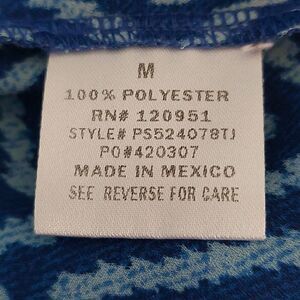 M
100% POLYESTER
RN# 120951
STYLE# PS524078TJ
PO#420307
MADE IN MEXICO
SEE REVERSE FOR CARE